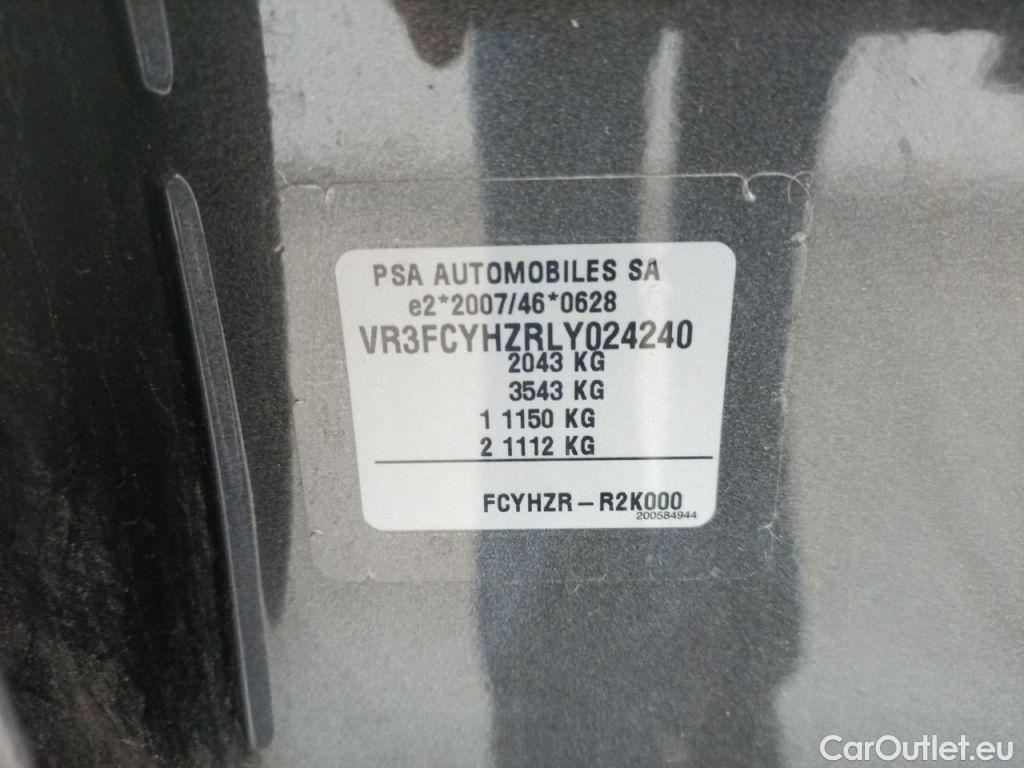 PSA AUTOMOBILES SA
e2*2007/46*0628
VR3FCYHZRLY024240
2043 KG
3543 KG
1 1150 KG
2 1112 KG
FCYHZR – R2K000
200584944
CarOutlet.eu